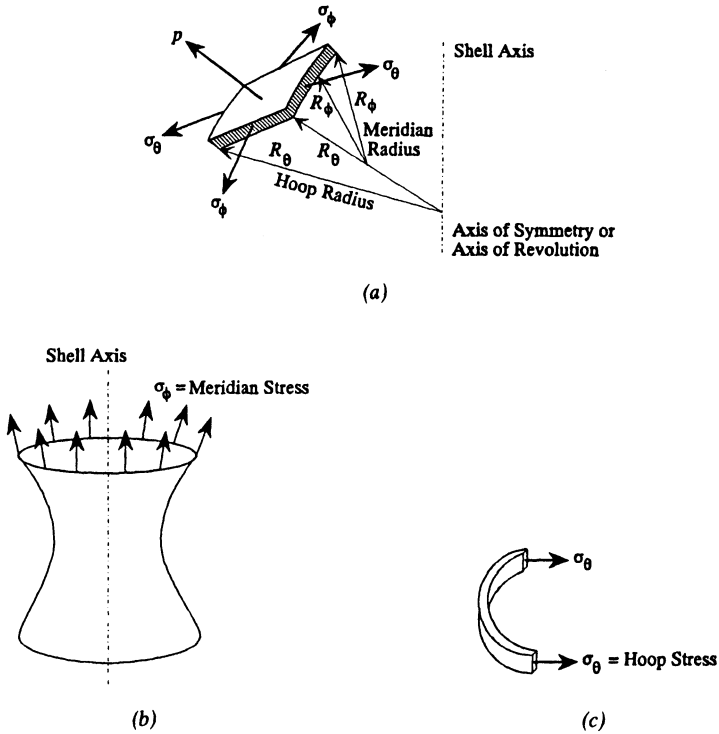 σϕ
p
Shell Axis
σθ
Rϕ
Rϕ
Meridian
Radius
σθ
Rθ
Rθ
Hoop Radius
σϕ
Axis of Symmetry or
Axis of Revolution
(a)
Shell Axis
σϕ = Meridian Stress
σθ
σθ = Hoop Stress
(b)
(c)